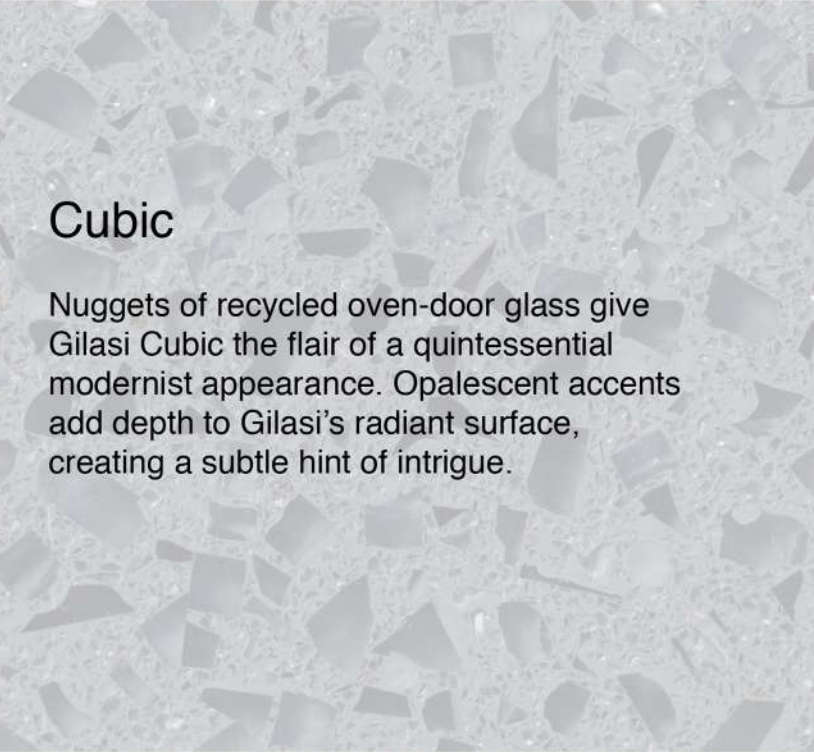 Cubic
Nuggets of recycled oven-door glass give
Gilasi Cubic the flair of a quintessential
modernist appearance. Opalescent accents
add depth to Gilasi’s radiant surface,
creating a subtle hint of intrigue.